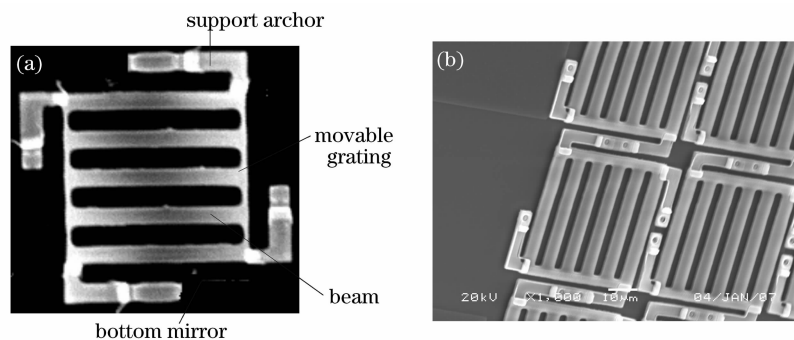 support archor
(a)
(b)
movable
grating
beam
bottom mirror
20kV X1,000 10μm 04/JAN/07